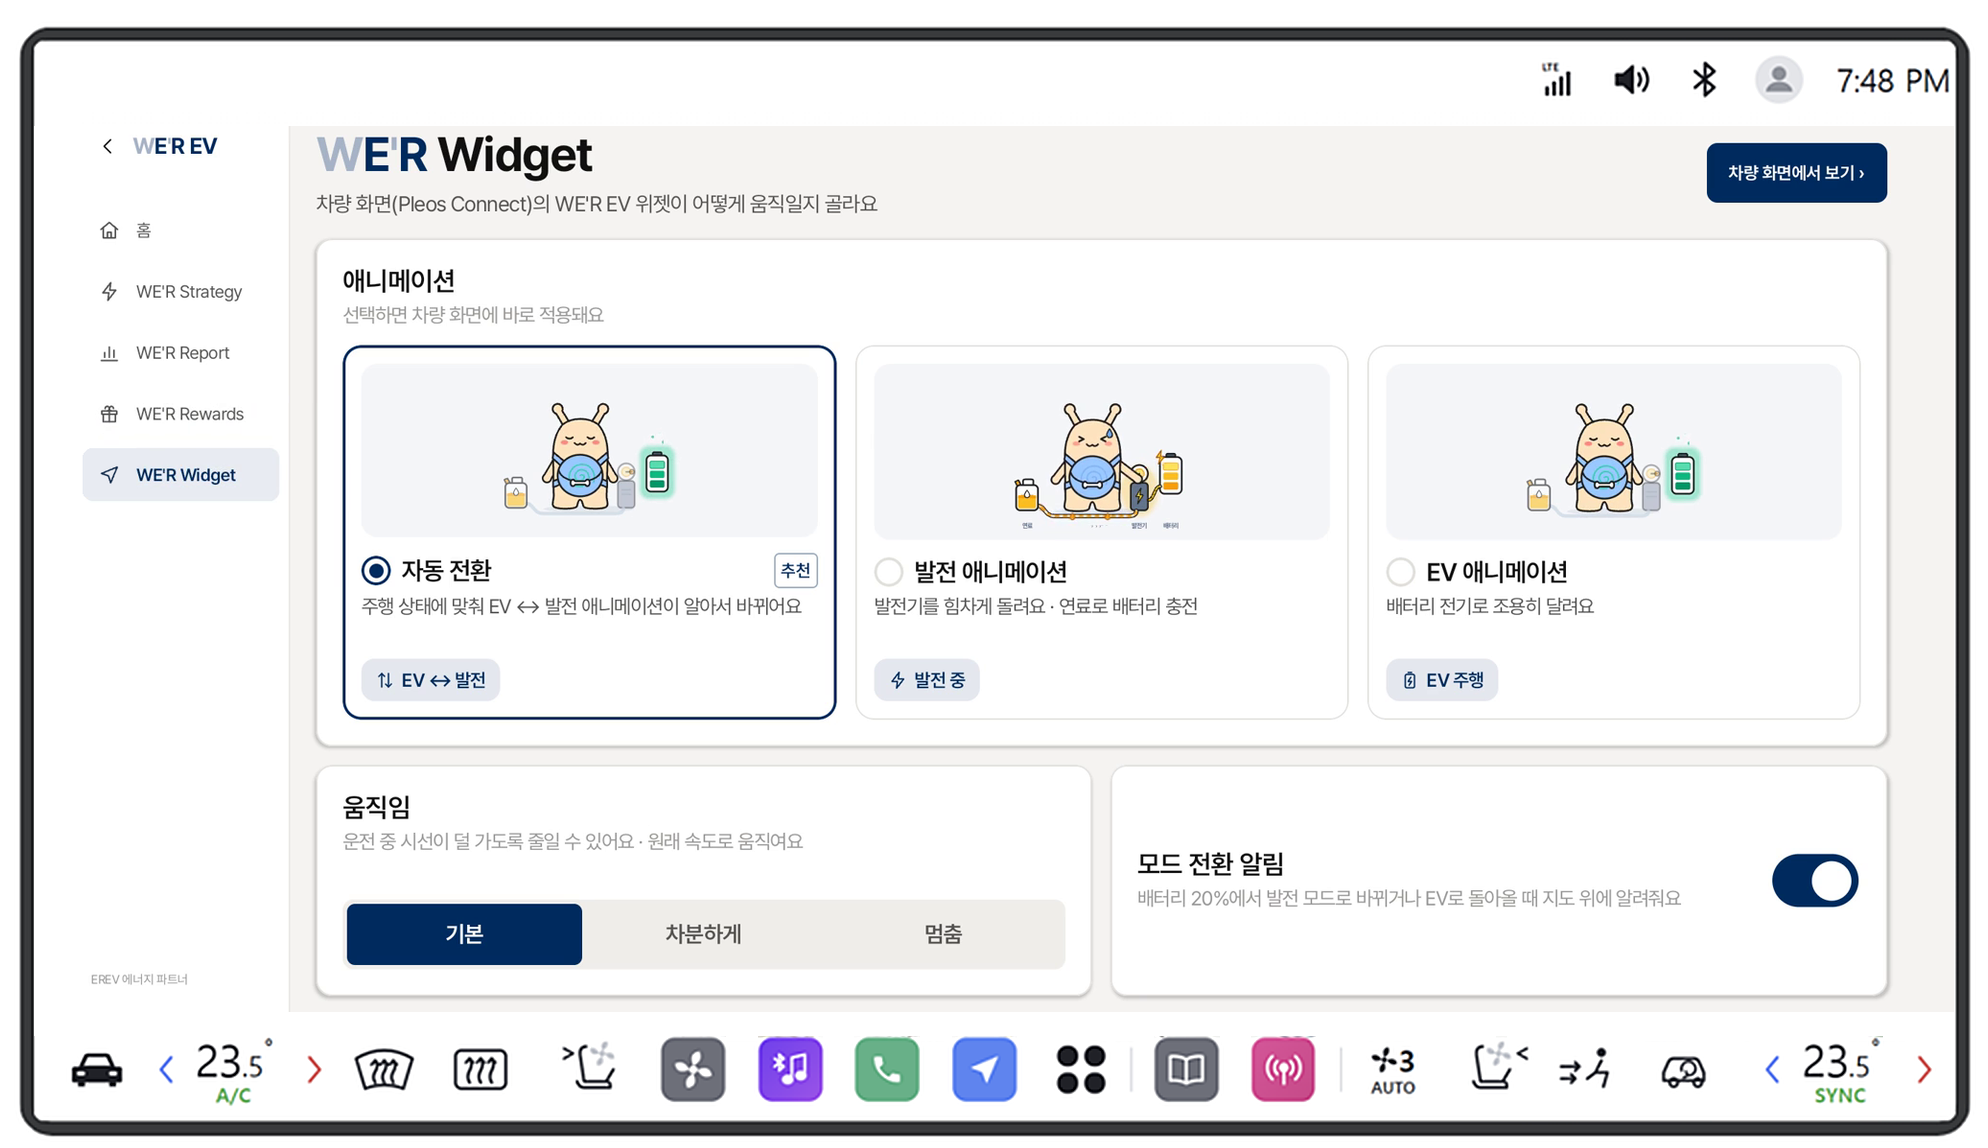 LTE
7:48 PM
WE'R EV
홈
WE'R Strategy
WE'R Report
WE'R Rewards
WE'R Widget
EREV 에너지 파트너
WE'R Widget
차량 화면(Pleos Connect)의 WE'R EV 위젯이 어떻게 움직일지 골라요
차량 화면에서 보기 ›
애니메이션
선택하면 차량 화면에 바로 적용돼요
자동 전환
추천
주행 상태에 맞춰 EV ↔ 발전 애니메이션이 알아서 바뀌어요
EV ↔ 발전
연료
발전기
배터리
발전 애니메이션
발전기를 힘차게 돌려요 · 연료로 배터리 충전
발전 중
EV 애니메이션
배터리 전기로 조용히 달려요
EV 주행
움직임
운전 중 시선이 덜 가도록 줄일 수 있어요 · 원래 속도로 움직여요
기본
차분하게
멈춤
모드 전환 알림
배터리 20%에서 발전 모드로 바뀌거나 EV로 돌아올 때 지도 위에 알려줘요
23.5°
A/C
3
AUTO
23.5°
SYNC